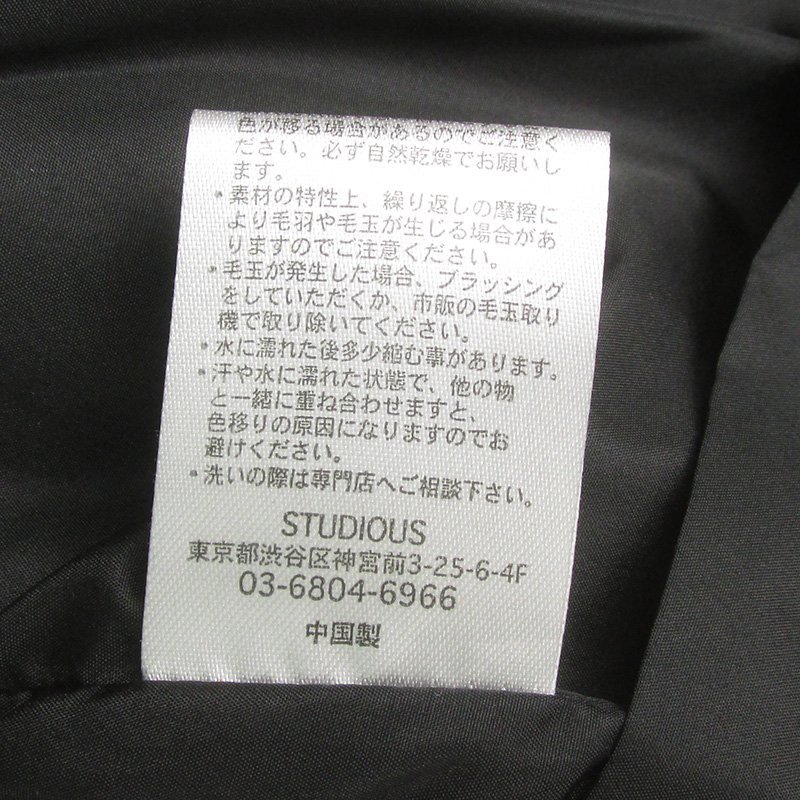 色が移る場合があるのでご注意く
ださい。必ず自然乾燥でお願いし
ます。
・素材の特性上、繰り返しの摩擦に
より毛羽や毛玉が生じる場合があ
りますのでご注意ください。
・毛玉が発生した場合、ブラッシング
をしていただくか、市販の毛玉取り
機で取り除いてください。
・水に濡れた後多少縮む事があります。
・汗や水に濡れた状態で、他の物
と一緒に重ね合わせますと、
色移りの原因になりますのでお
避けください。
・洗いの際は専門店へご相談下さい。
STUDIOUS
東京都渋谷区神宮前3-25-6-4F
03-6804-6966
中国製